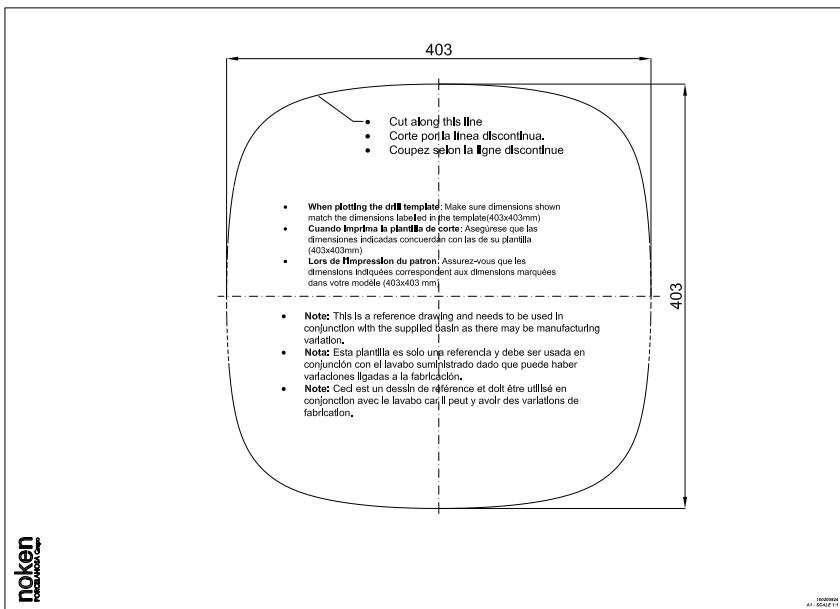 403
• Cut along this line
• Corte por la línea discontinua.
• Coupez selon la ligne discontinue
• When plotting the drill template: Make sure dimensions shown
match the dimensions labelled in the template(403x403mm)
• Cuando imprima la plantilla de corte: Asegúrese que las
dimensiones indicadas concuerdan con las de su plantilla
(403x403mm)
• Lors de l'impression du patron: Assurez-vous que les
dimensions indiquées correspondent aux dimensions marquées
dans votre modèle (403x403 mm)
403
• Note: This is a reference drawing and needs to be used in
conjunction with the supplied basin as there may be manufacturing
variation.
• Nota: Esta plantilla es solo una referencia y debe ser usada en
conjunción con el lavabo suministrado dado que puede haber
variaciones ligadas a la fabricación.
• Note: Ceci est un dessin de référence et doit être utilisé en
conjonction avec le lavabo car il peut y avoir des variations de
fabrication.
noken
PORCELANOSA Grupo
A1 - SCALE 1:1